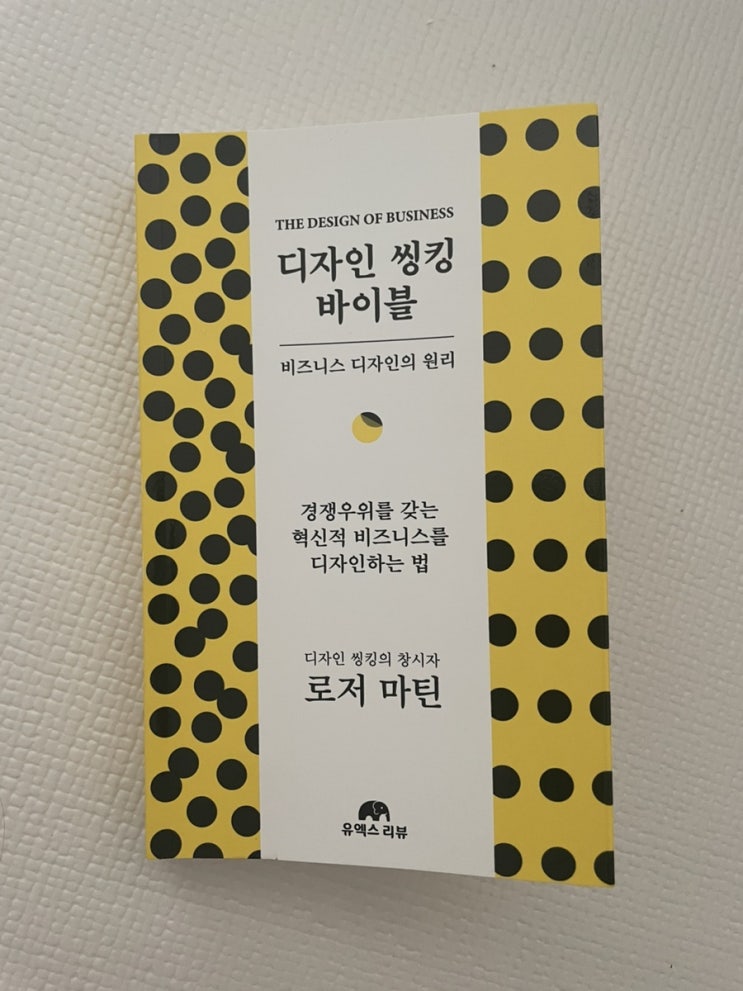 THE DESIGN OF BUSINESS
디자인 씽킹
바이블
비즈니스 디자인의 원리
경쟁우위를 갖는
혁신적 비즈니스를
디자인하는 법
디자인 씽킹의 창시자
로저 마틴
유엑스 리뷰